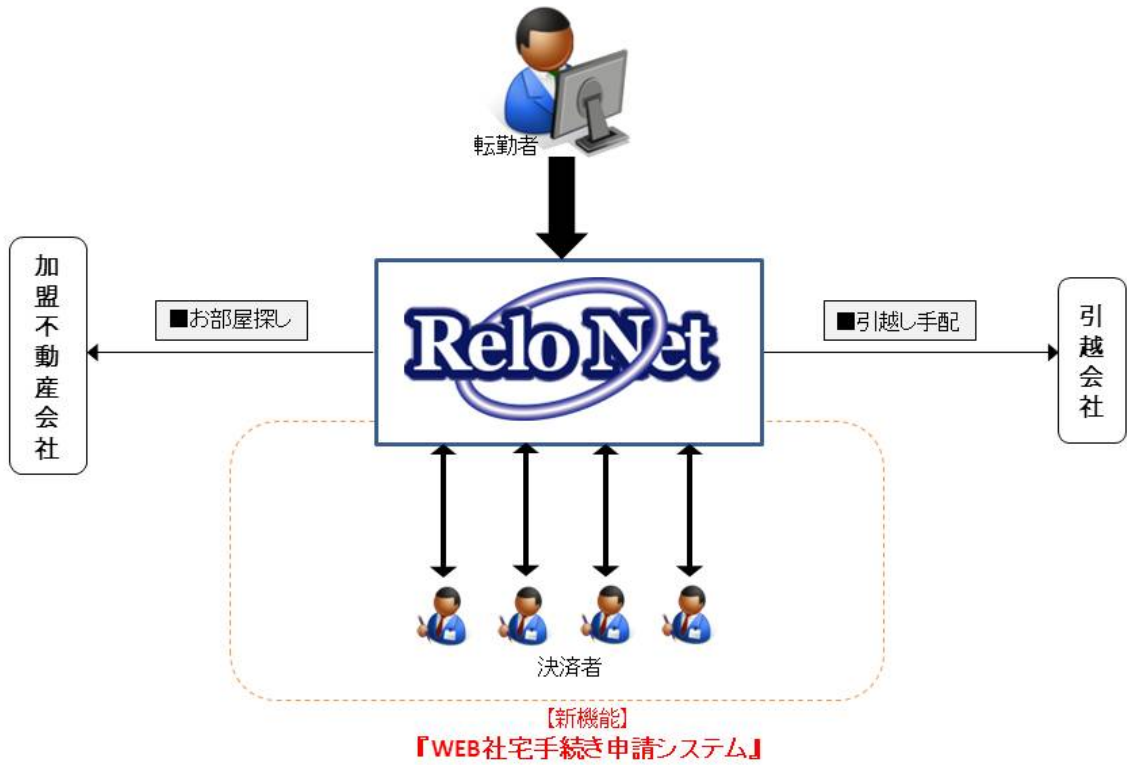 転勤者
加盟不動産会社
■お部屋探し
Relo Net
■引越し手配
引越会社
決済者
【新機能】
『WEB社宅手続き申請システム』